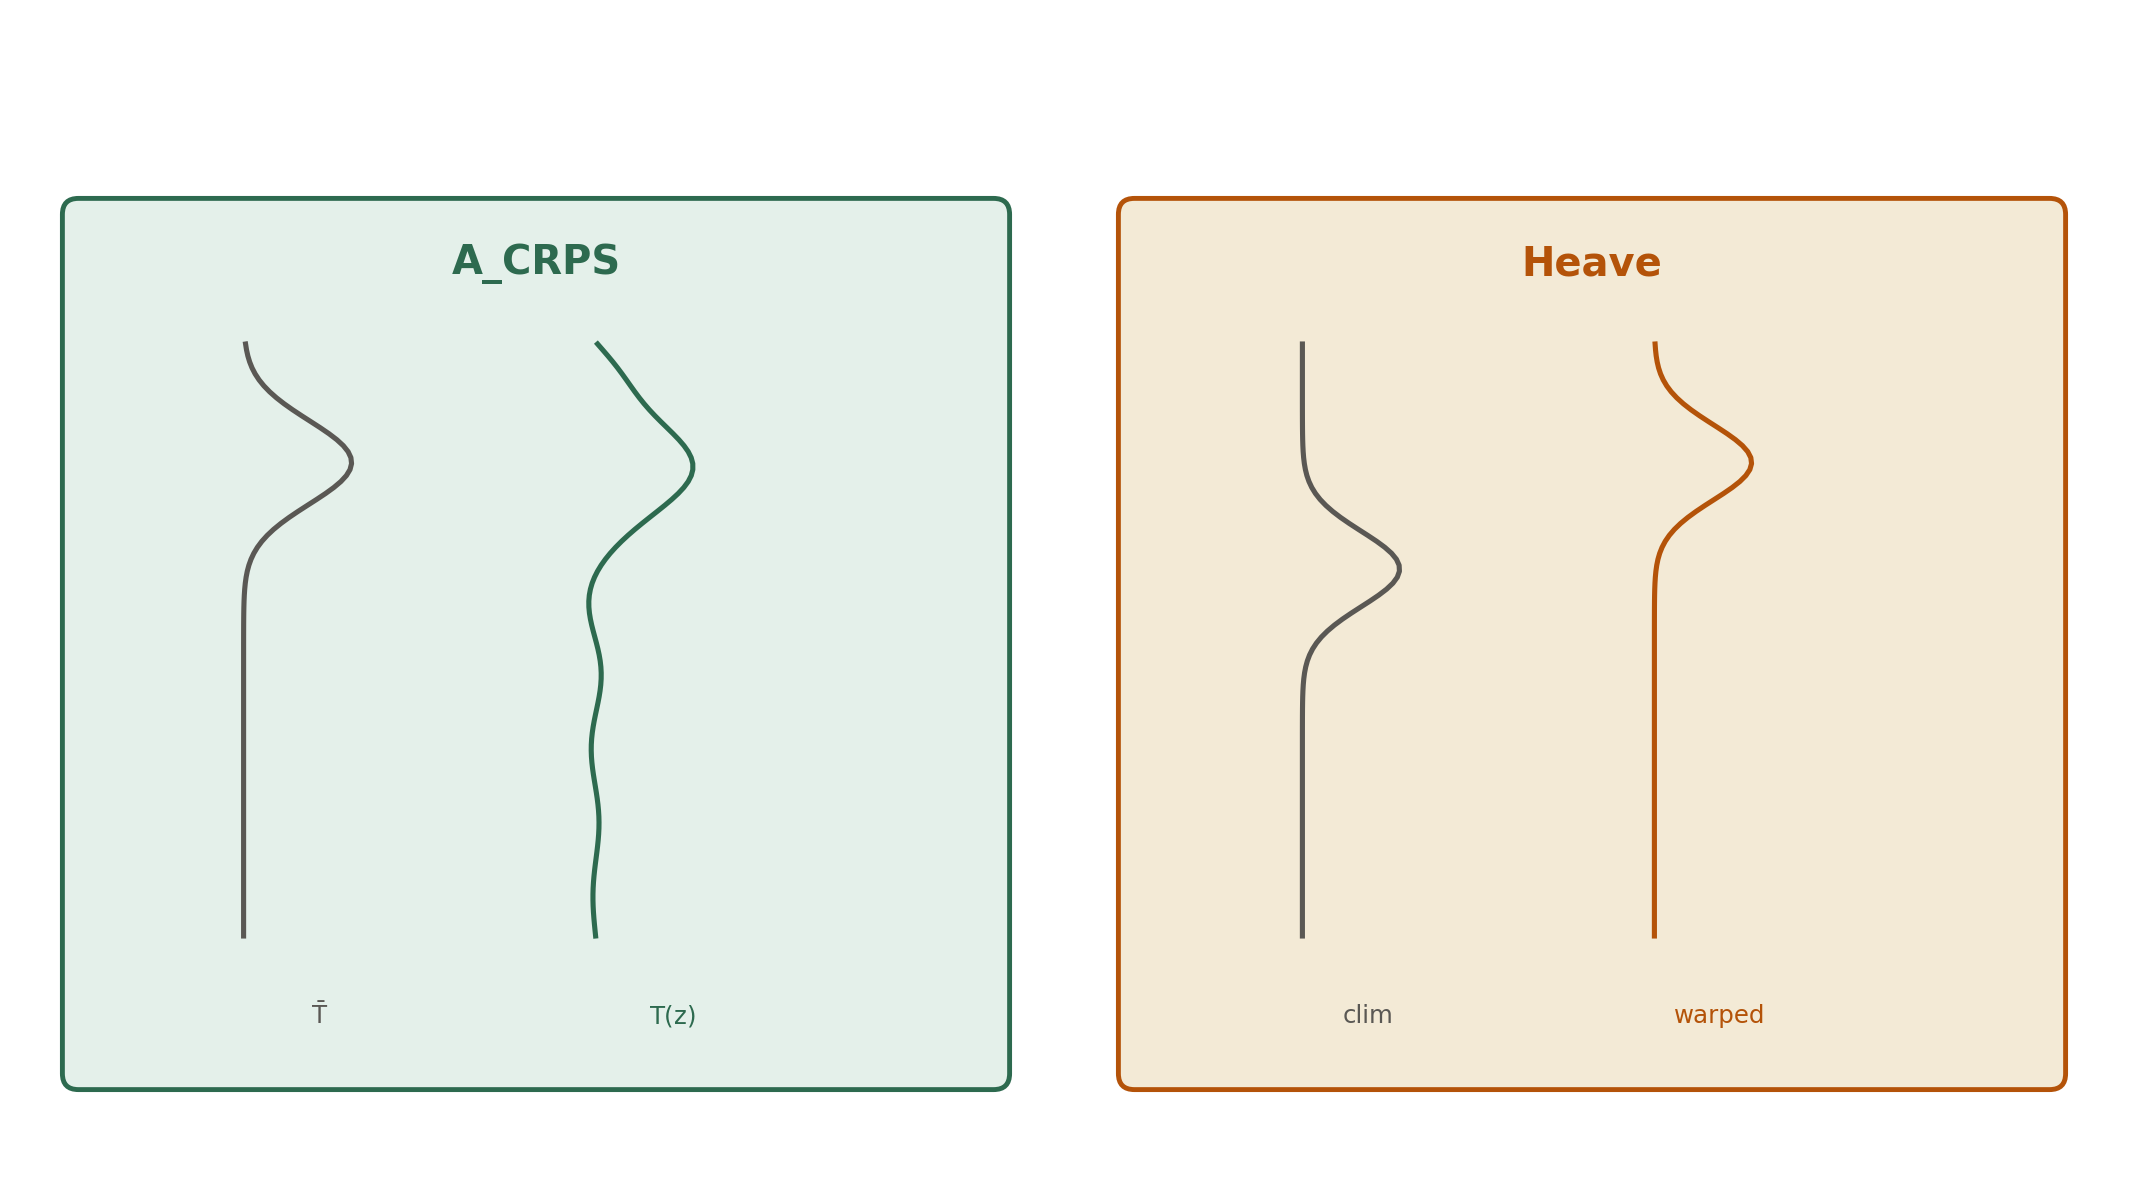 A_CRPS
Heave
T̄
T(z)
clim
warped